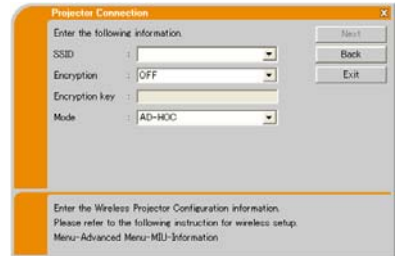 Projector Connection x
Enter the following information. Next
SSID : Back
Encryption : OFF Exit
Encryption key :
Mode : AD-HOC
Enter the Wireless Projector Configuration information.
Please refer to the following instruction for wireless setup.
Menu-Advanced Menu-MIU-Information